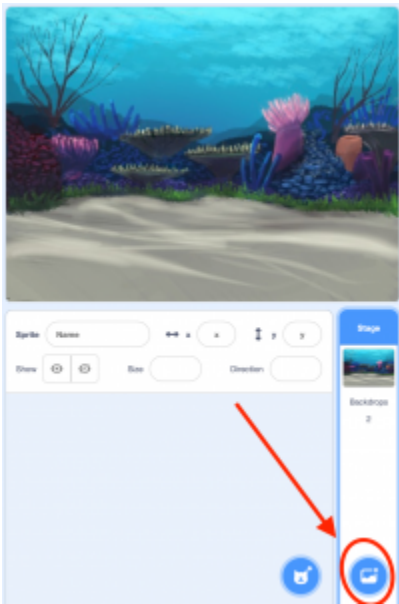 Stage
Sprite Name x x y y
Show Size Direction
Backdrops
2